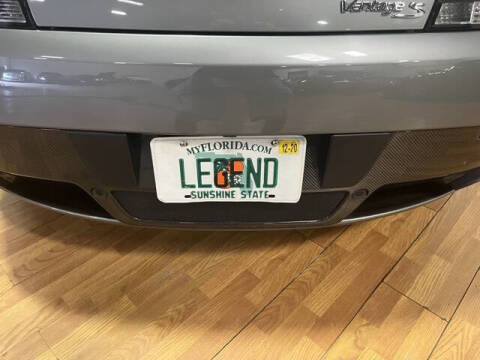 Vantage S
MYFLORIDA.COM
12-20
LEGEND
SUNSHINE STATE